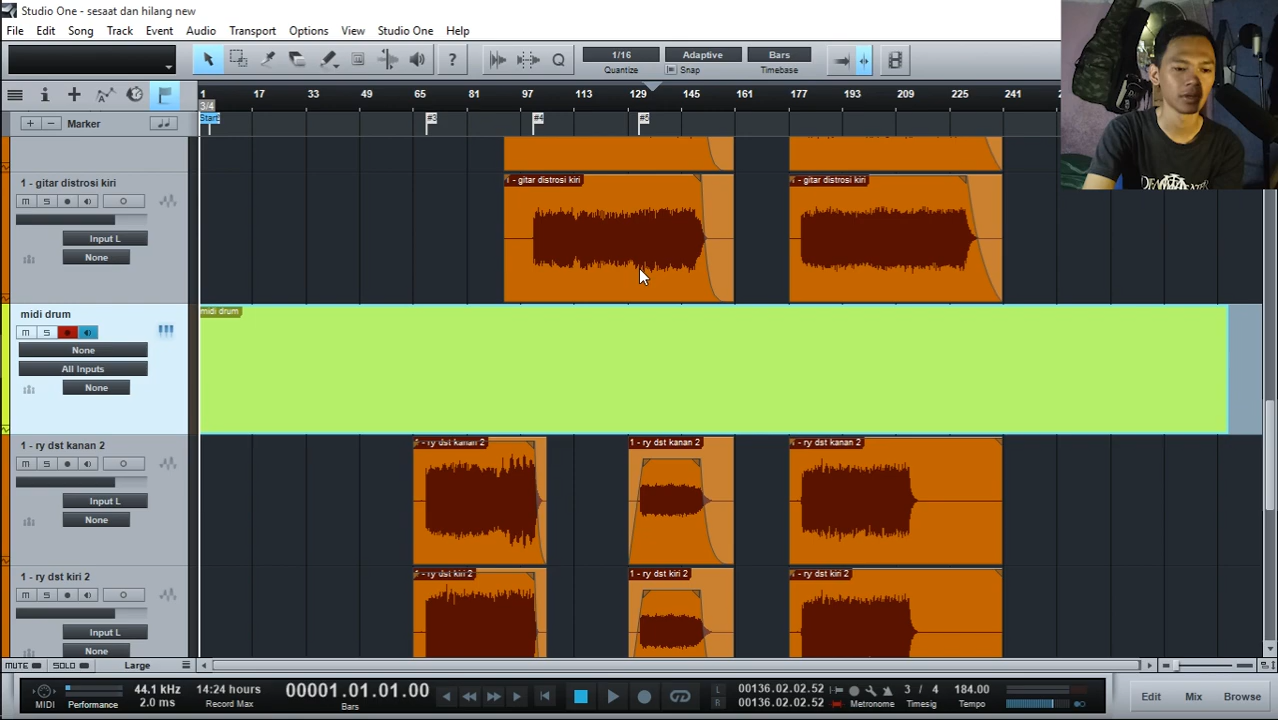 Studio One - sesaat dan hilang new
File Edit Song Track Event Audio Transport Options View Studio One Help
1/16 Adaptive Bars
? Q Quantize Snap Timebase
1 17 33 49 65 81 97 113 129 145 161 177 193 209 225 241
3/4
+ - Marker Start #3 #4 #5
1 - gitar distrosi kiri
M S
Input L
None
1 - gitar distrosi kiri
1 - gitar distrosi kiri
midi drum
M S
None
All Inputs
None
midi drum
1 - ry dst kanan 2
M S
Input L
None
1 - ry dst kanan 2
1 - ry dst kanan 2
1 - ry dst kanan 2
1 - ry dst kiri 2
M S
Input L
None
1 - ry dst kiri 2
1 - ry dst kiri 2
1 - ry dst kiri 2
MUTE SOLO Large
MIDI Performance
44.1 kHz
2.0 ms
14:24 hours
Record Max
00001.01.01.00
Bars
L 00136.02.02.52
R 00136.02.02.52
Metronome
3 / 4
Timesig
184.00
Tempo
Edit Mix Browse